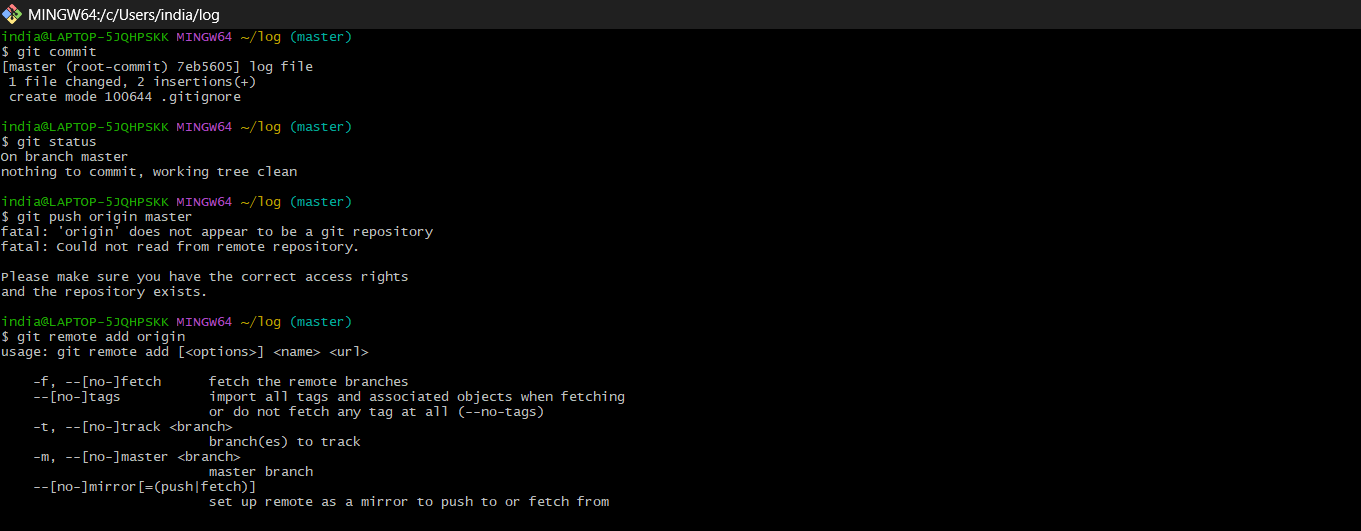 MINGW64:/c/Users/india/log
india@LAPTOP-5JQHPSKK MINGW64 ~/log (master)
$ git commit
[master (root-commit) 7eb5605] log file
 1 file changed, 2 insertions(+)
 create mode 100644 .gitignore

india@LAPTOP-5JQHPSKK MINGW64 ~/log (master)
$ git status
On branch master
nothing to commit, working tree clean

india@LAPTOP-5JQHPSKK MINGW64 ~/log (master)
$ git push origin master
fatal: 'origin' does not appear to be a git repository
fatal: Could not read from remote repository.

Please make sure you have the correct access rights
and the repository exists.

india@LAPTOP-5JQHPSKK MINGW64 ~/log (master)
$ git remote add origin
usage: git remote add [<options>] <name> <url>

    -f, --[no-]fetch      fetch the remote branches
    --[no-]tags           import all tags and associated objects when fetching
                          or do not fetch any tag at all (--no-tags)
    -t, --[no-]track <branch>
                          branch(es) to track
    -m, --[no-]master <branch>
                          master branch
    --[no-]mirror[=(push|fetch)]
                          set up remote as a mirror to push to or fetch from